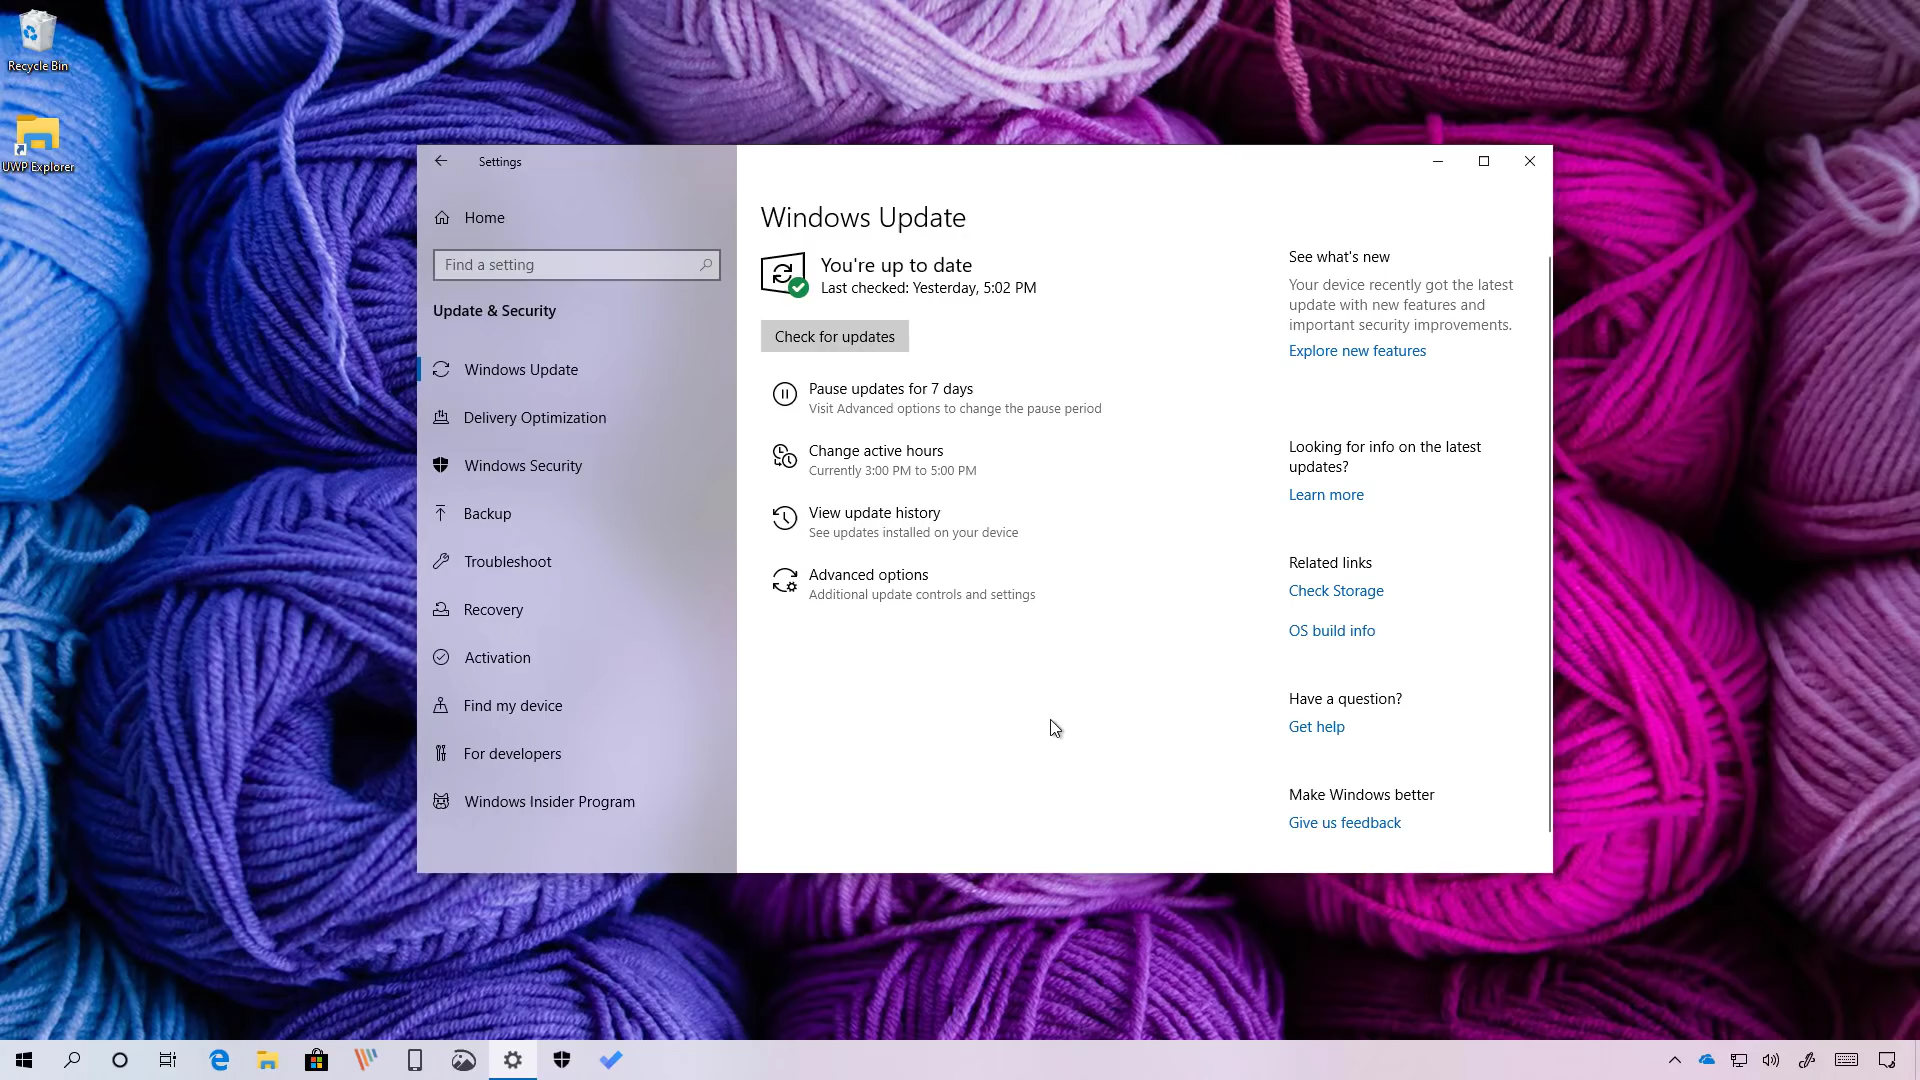 Recycle Bin
UWP Explorer
Settings
Home
Find a setting
Update & Security
Windows Update
Delivery Optimization
Windows Security
Backup
Troubleshoot
Recovery
Activation
Find my device
For developers
Windows Insider Program
Windows Update
You're up to date
Last checked: Yesterday, 5:02 PM
Check for updates
Pause updates for 7 days
Visit Advanced options to change the pause period
Change active hours
Currently 3:00 PM to 5:00 PM
View update history
See updates installed on your device
Advanced options
Additional update controls and settings
See what's new
Your device recently got the latest
update with new features and
important security improvements.
Explore new features
Looking for info on the latest
updates?
Learn more
Related links
Check Storage
OS build info
Have a question?
Get help
Make Windows better
Give us feedback